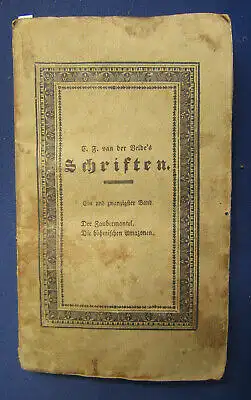 C. F. van der Velde's
Schriften.
Ein und zwanzigster Band.
Der Zaubermantel.
Die böhmischen Amazonen.